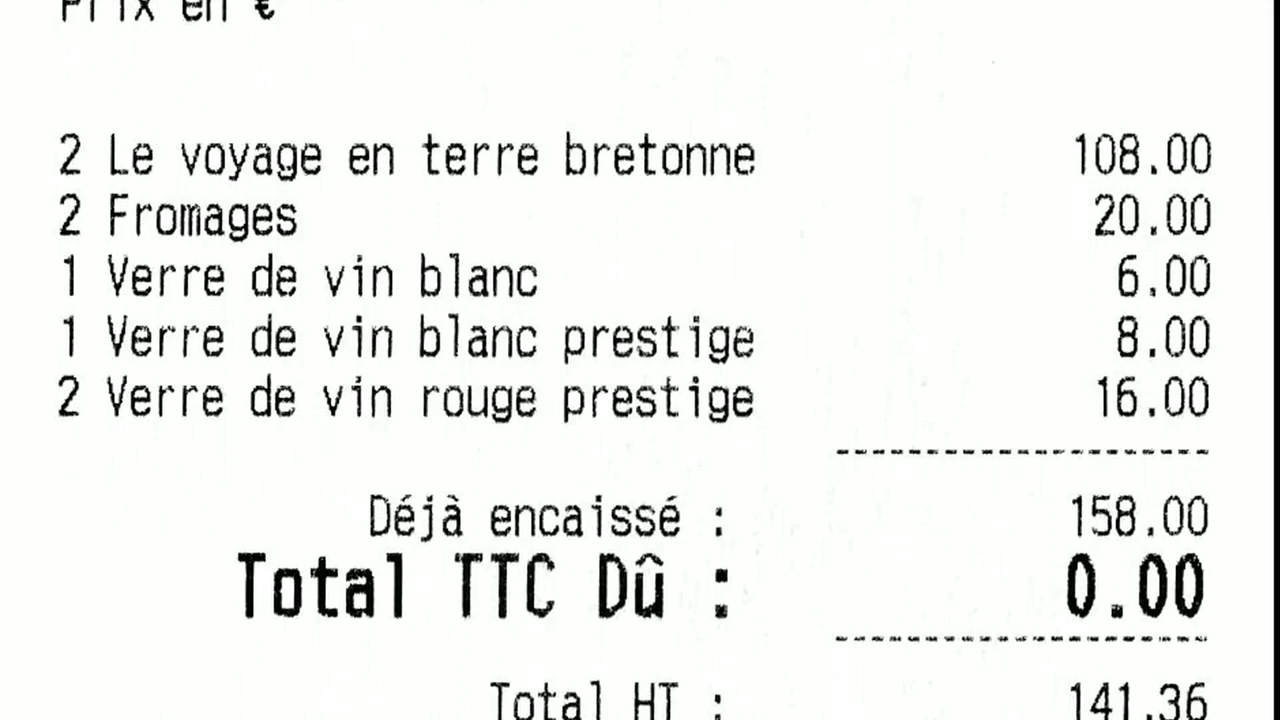 Prix en €
2 Le voyage en terre bretonne 108.00
2 Fromages 20.00
1 Verre de vin blanc 6.00
1 Verre de vin blanc prestige 8.00
2 Verre de vin rouge prestige 16.00
--------------------
Déjà encaissé : 158.00
Total TTC Dû : 0.00
--------------------
Total HT : 141.36